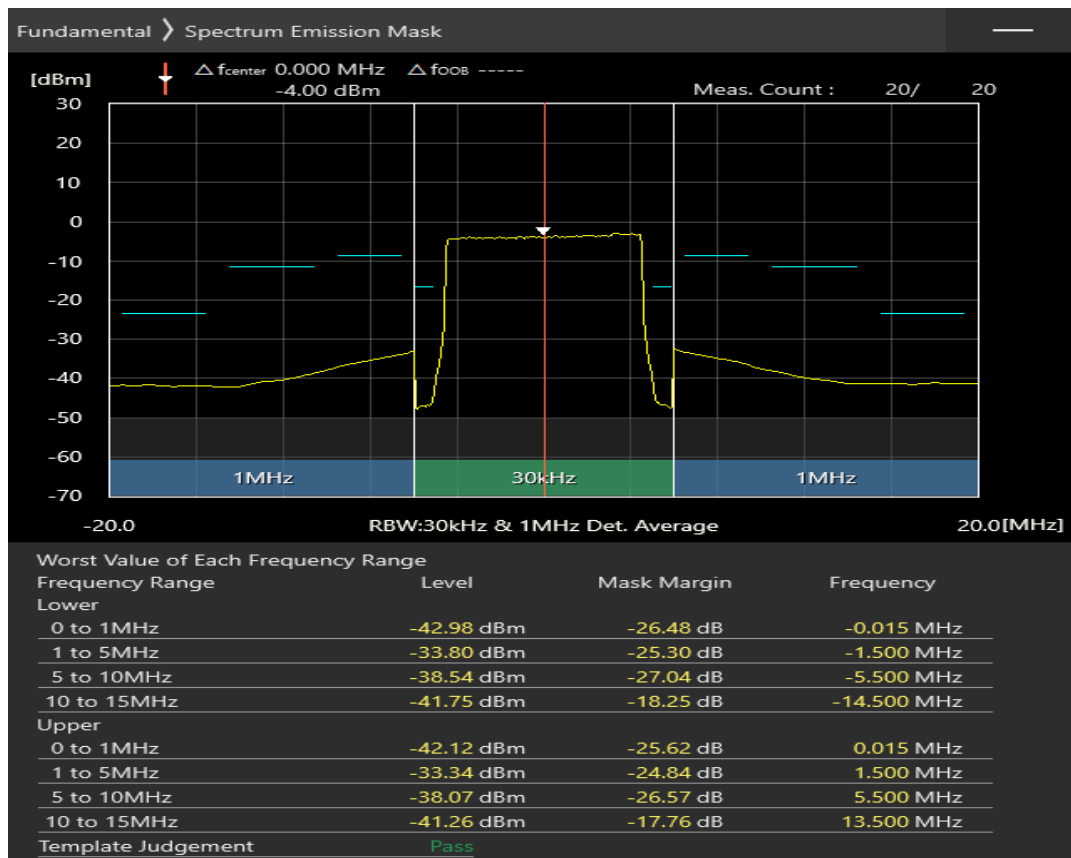 Fundamental ❯ Spectrum Emission Mask
[dBm] △ fcenter 0.000 MHz △ fOOB -----
-4.00 dBm Meas. Count : 20/ 20
30
20
10
0
-10
-20
-30
-40
-50
-60
-70
1MHz 30kHz 1MHz
-20.0 RBW:30kHz & 1MHz Det. Average 20.0[MHz]
Worst Value of Each Frequency Range
Frequency Range Level Mask Margin Frequency
Lower
0 to 1MHz -42.98 dBm -26.48 dB -0.015 MHz
1 to 5MHz -33.80 dBm -25.30 dB -1.500 MHz
5 to 10MHz -38.54 dBm -27.04 dB -5.500 MHz
10 to 15MHz -41.75 dBm -18.25 dB -14.500 MHz
Upper
0 to 1MHz -42.12 dBm -25.62 dB 0.015 MHz
1 to 5MHz -33.34 dBm -24.84 dB 1.500 MHz
5 to 10MHz -38.07 dBm -26.57 dB 5.500 MHz
10 to 15MHz -41.26 dBm -17.76 dB 13.500 MHz
Template Judgement Pass